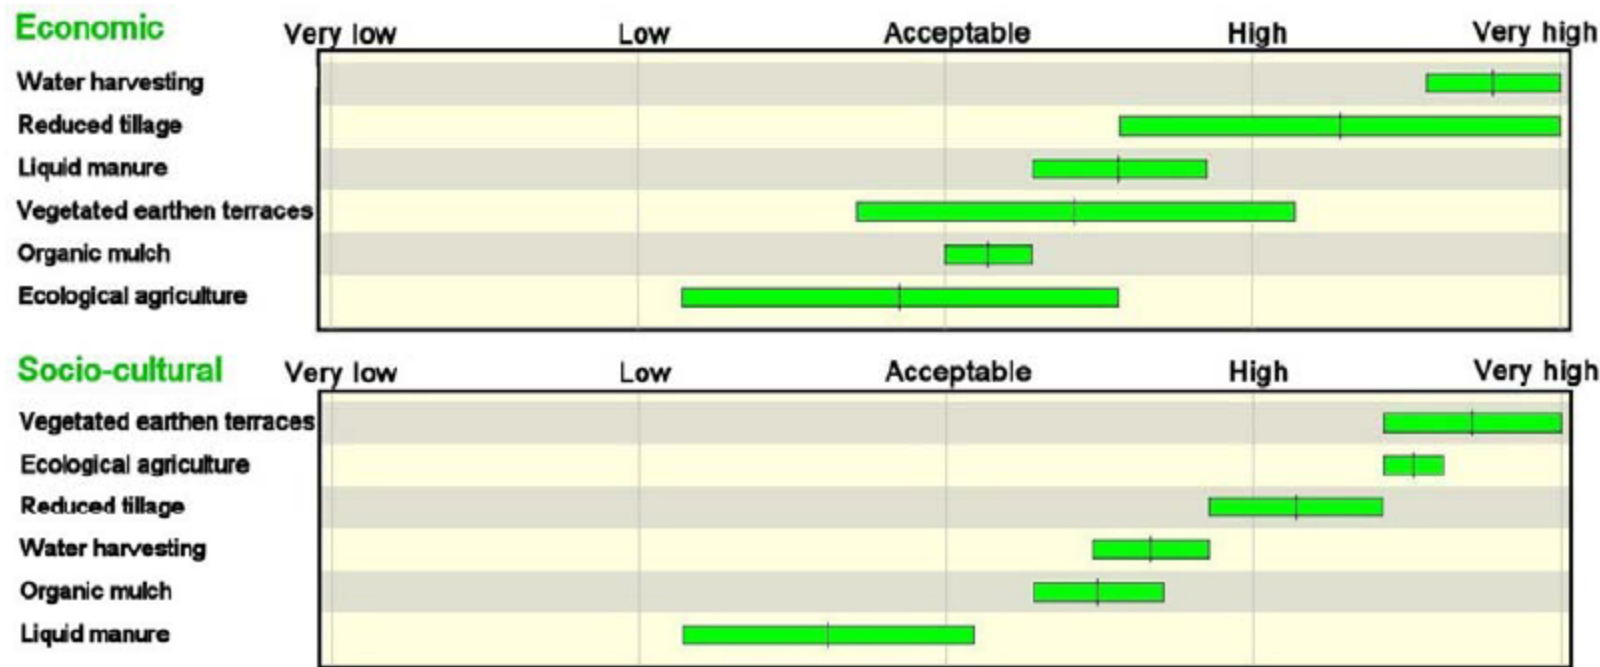 Economic Very low Low Acceptable High Very high
Water harvesting
Reduced tillage
Liquid manure
Vegetated earthen terraces
Organic mulch
Ecological agriculture
Socio-cultural Very low Low Acceptable High Very high
Vegetated earthen terraces
Ecological agriculture
Reduced tillage
Water harvesting
Organic mulch
Liquid manure